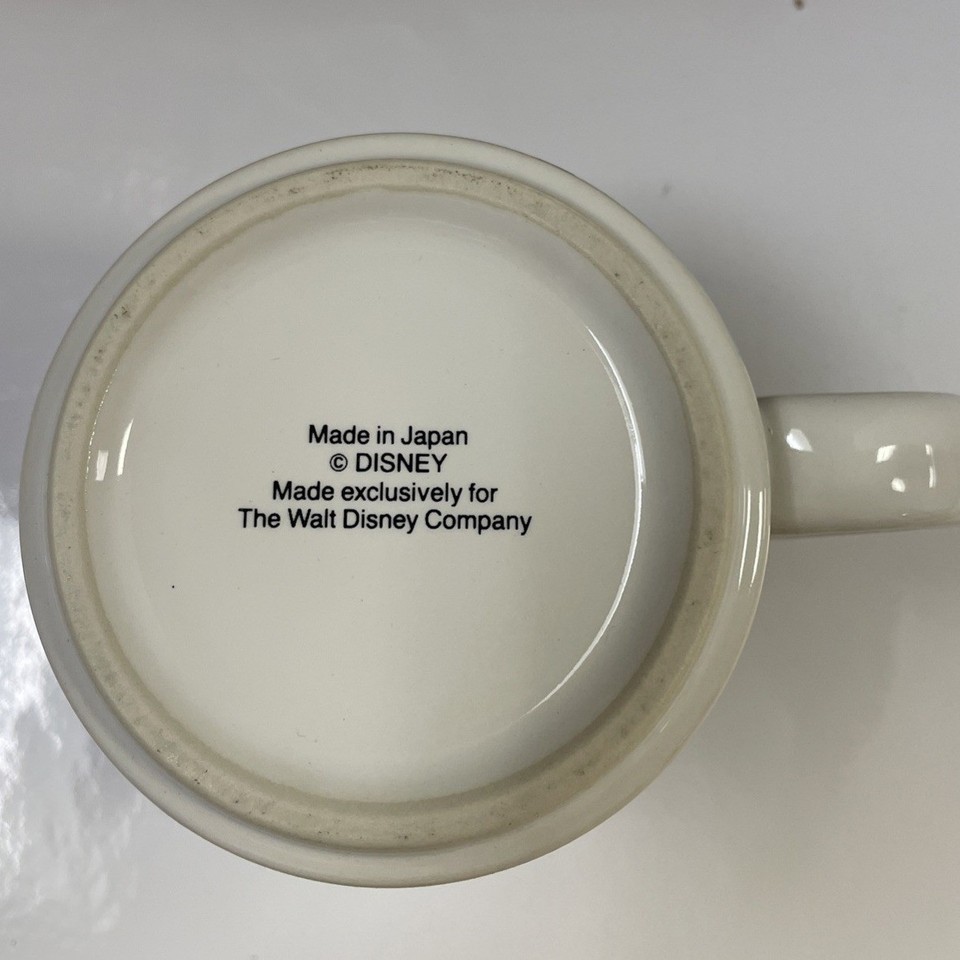 Made in Japan
© DISNEY
Made exclusively for
The Walt Disney Company